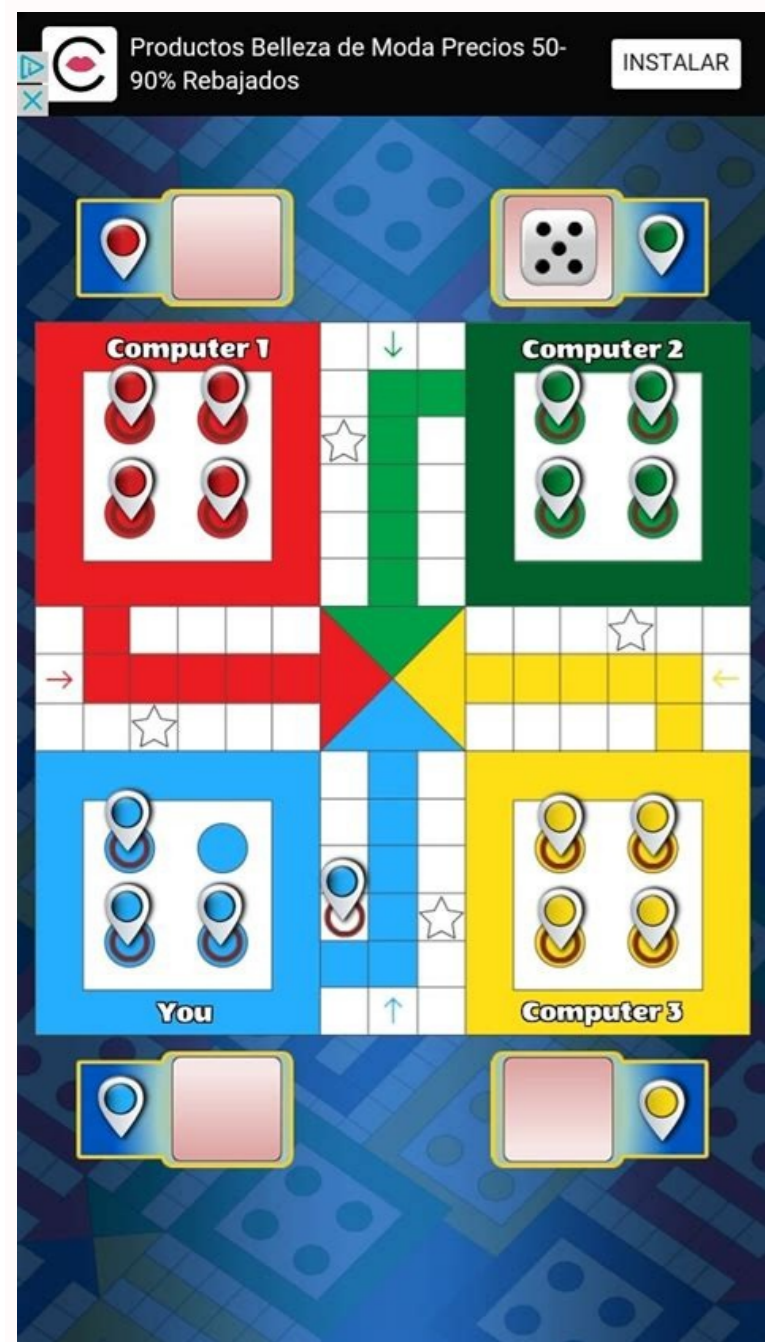 Productos Belleza de Moda Precios 50-
90% Rebajados
INSTALAR
Computer 1
Computer 2
You
Computer 3